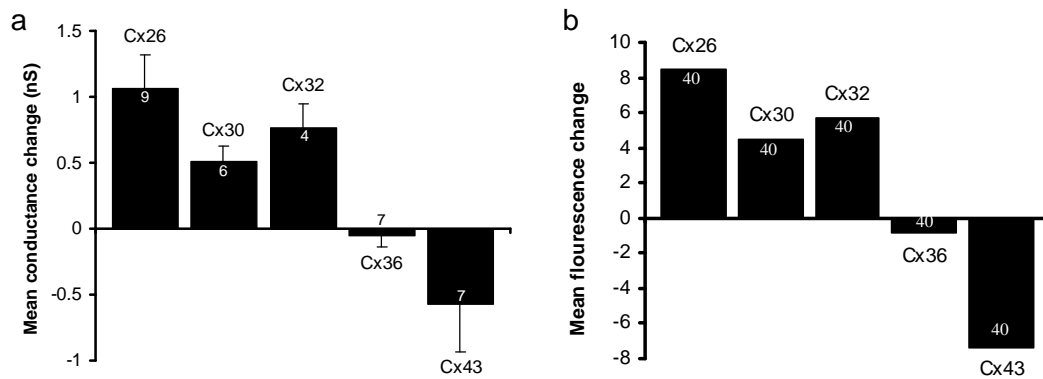 a
Mean conductance change (nS)
1.5
1
0.5
0
-0.5
-1
Cx26
9
Cx30
6
Cx32
4
7
Cx36
7
Cx43
b
Mean flourescence change
10
8
6
4
2
0
-2
-4
-6
-8
Cx26
40
Cx30
40
Cx32
40
40
Cx36
40
Cx43